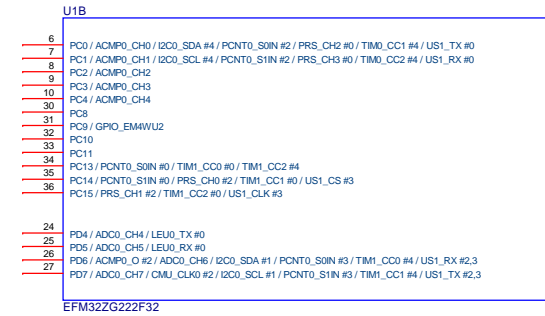 U1B
6 PC0 / ACMP0_CH0 / I2C0_SDA #4 / PCNT0_S0IN #2 / PRS_CH2 #0 / TIM0_CC1 #4 / US1_TX #0
7 PC1 / ACMP0_CH1 / I2C0_SCL #4 / PCNT0_S1IN #2 / PRS_CH3 #0 / TIM0_CC2 #4 / US1_RX #0
8 PC2 / ACMP0_CH2
9 PC3 / ACMP0_CH3
10 PC4 / ACMP0_CH4
30 PC8
31 PC9 / GPIO_EM4WU2
32 PC10
33 PC11
34 PC13 / PCNT0_S0IN #0 / TIM1_CC0 #0 / TIM1_CC2 #4
35 PC14 / PCNT0_S1IN #0 / PRS_CH0 #2 / TIM1_CC1 #0 / US1_CS #3
36 PC15 / PRS_CH1 #2 / TIM1_CC2 #0 / US1_CLK #3
24 PD4 / ADC0_CH4 / LEU0_TX #0
25 PD5 / ADC0_CH5 / LEU0_RX #0
26 PD6 / ACMP0_O #2 / ADC0_CH6 / I2C0_SDA #1 / PCNT0_S0IN #3 / TIM1_CC0 #4 / US1_RX #2,3
27 PD7 / ADC0_CH7 / CMU_CLK0 #2 / I2C0_SCL #1 / PCNT0_S1IN #3 / TIM1_CC1 #4 / US1_TX #2,3
EFM32ZG222F32